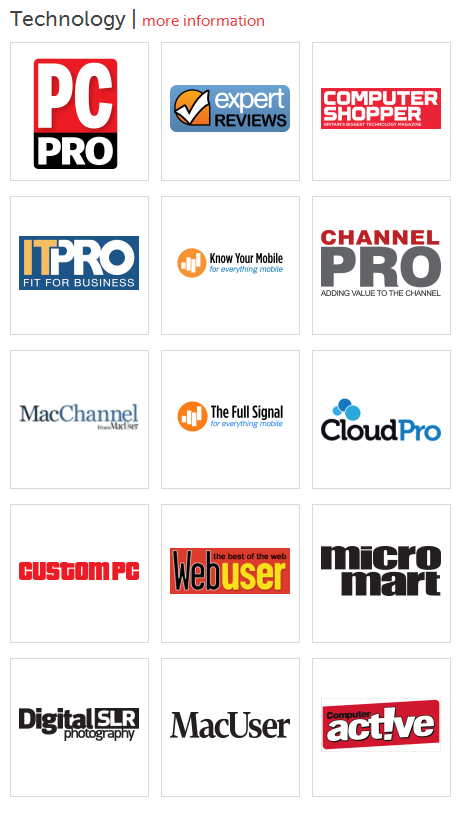 Technology | more information
PC
PRO
expert
REVIEWS
COMPUTER
SHOPPER
BRITAIN'S BIGGEST TECHNOLOGY MAGAZINE
ITPRO
FIT FOR BUSINESS
Know Your Mobile
for everything mobile
CHANNEL
PRO
ADDING VALUE TO THE CHANNEL
MacChannel
From MacUser
The Full Signal
for everything mobile
CloudPro
CUSTOM PC
the best of the web
Webuser
micro
mart
Digital SLR
photography
MacUser
Computer
act!ve